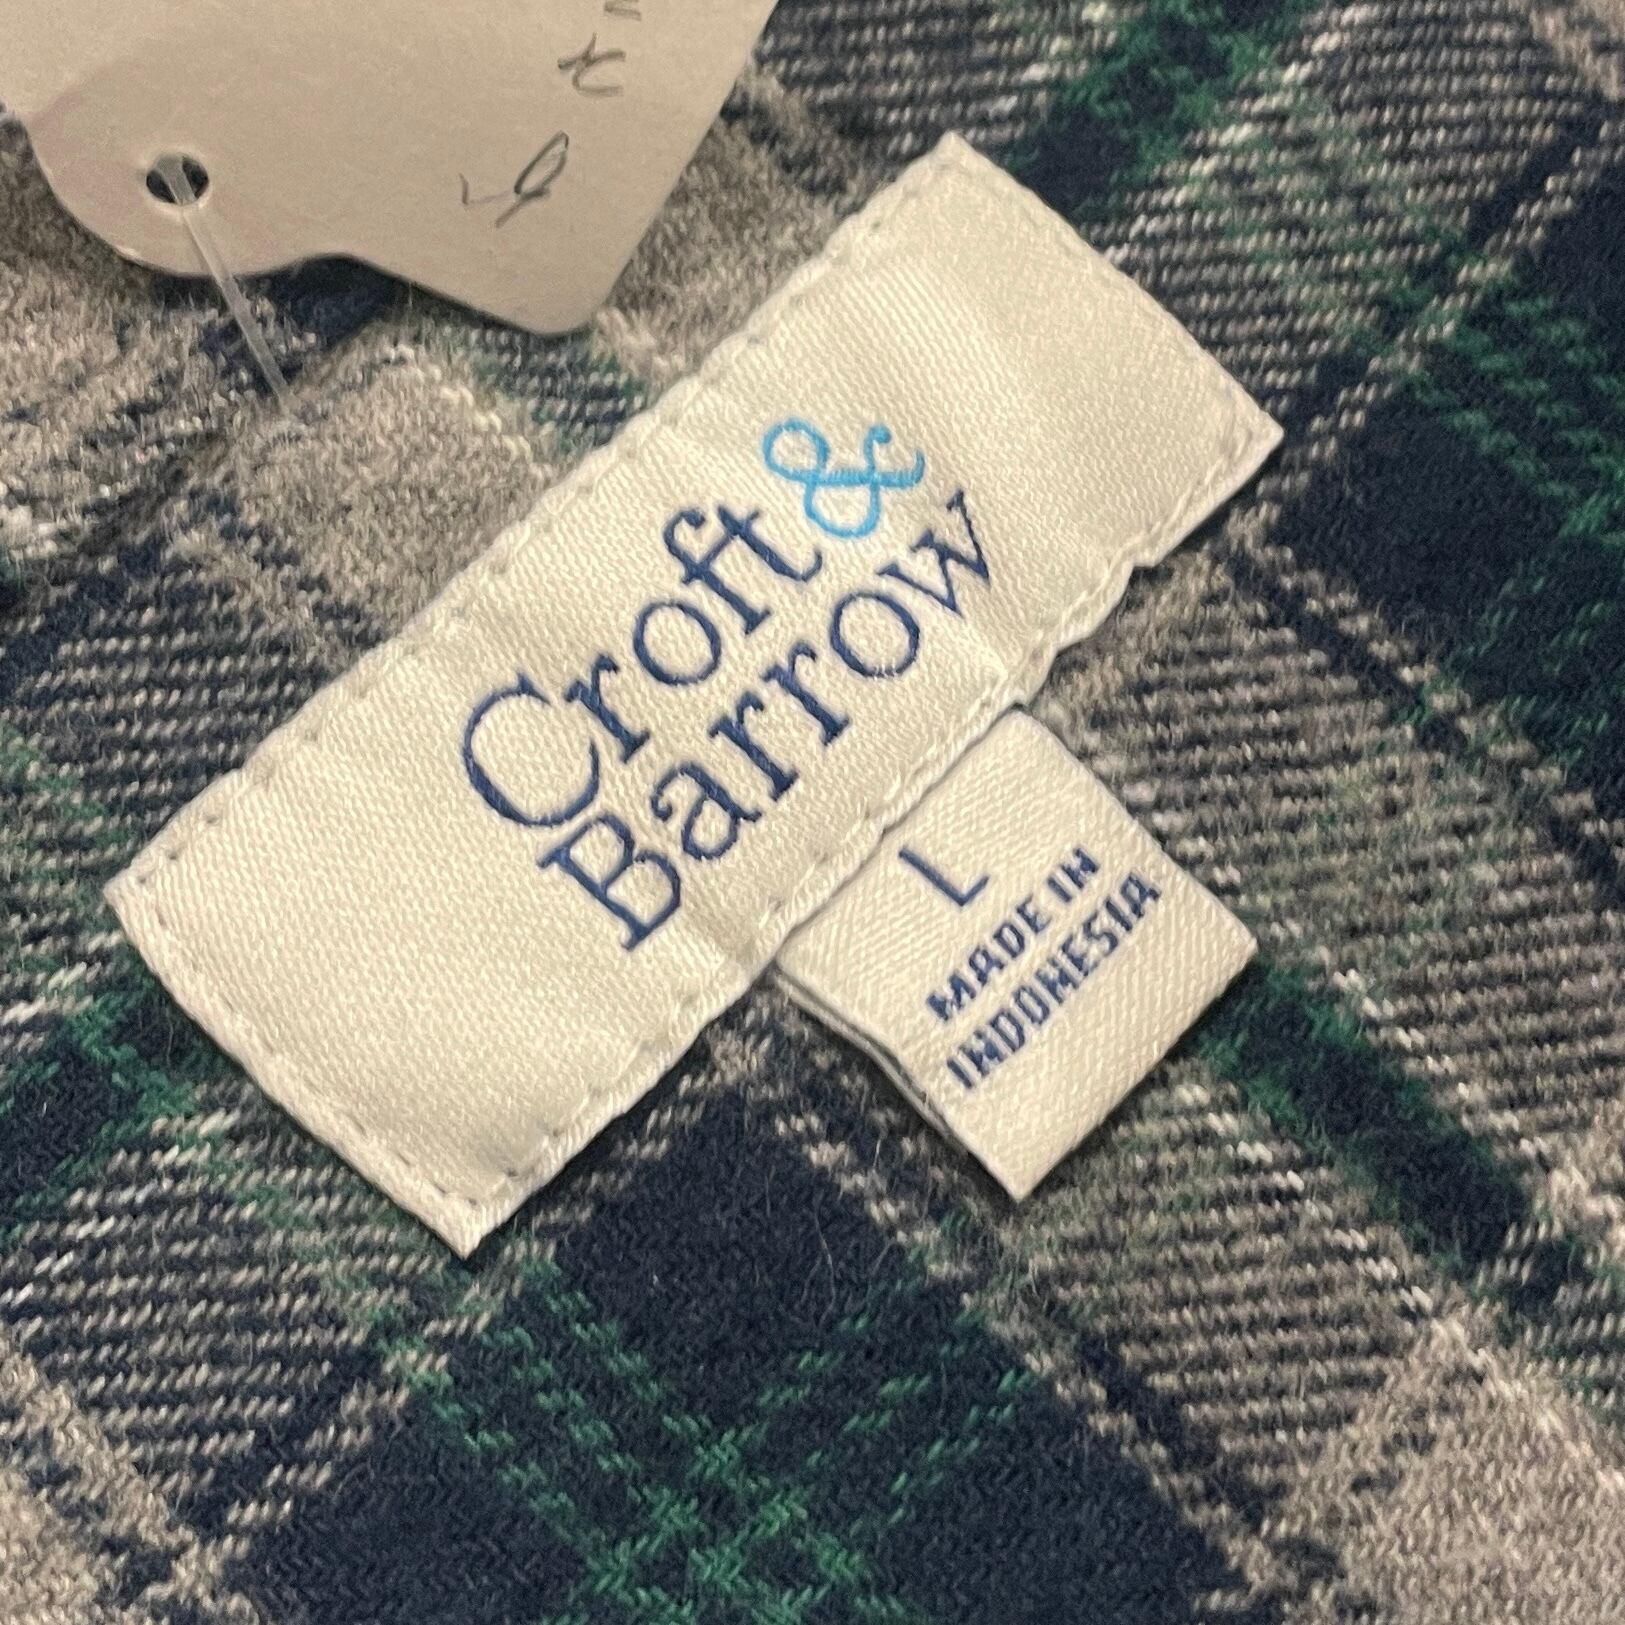 Croft &
Barrow
L
MADE IN
INDONESIA